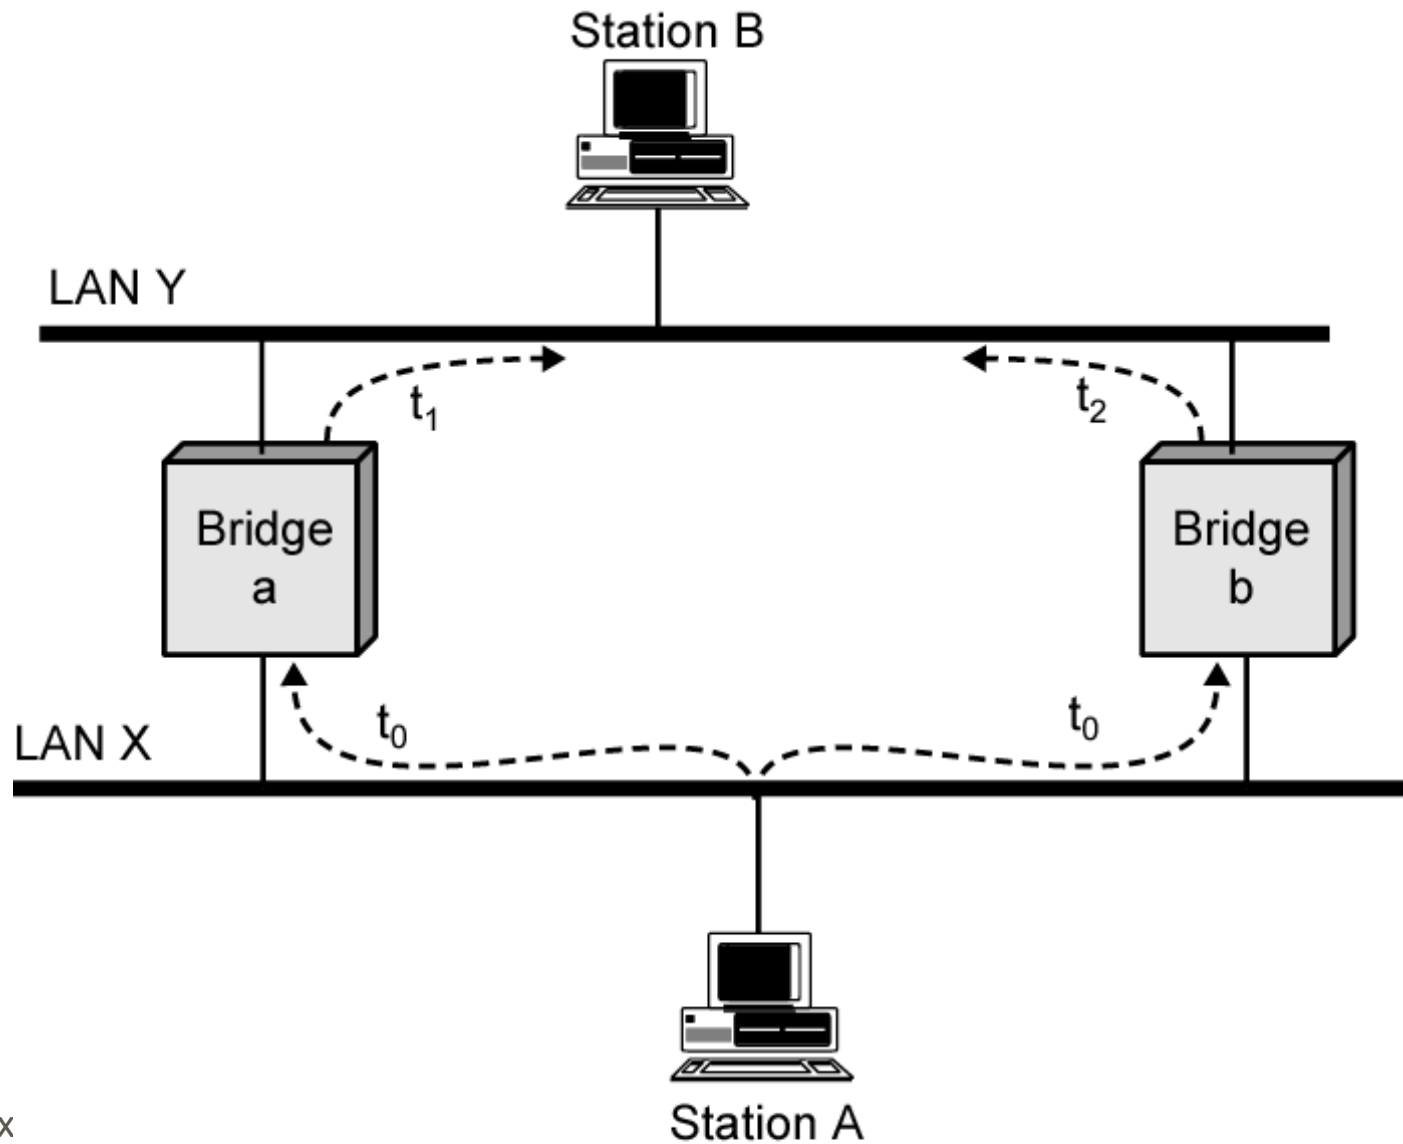 Station B
LAN Y
t₁
t₂
Bridge
a
Bridge
b
t₀
t₀
LAN X
Station A
x